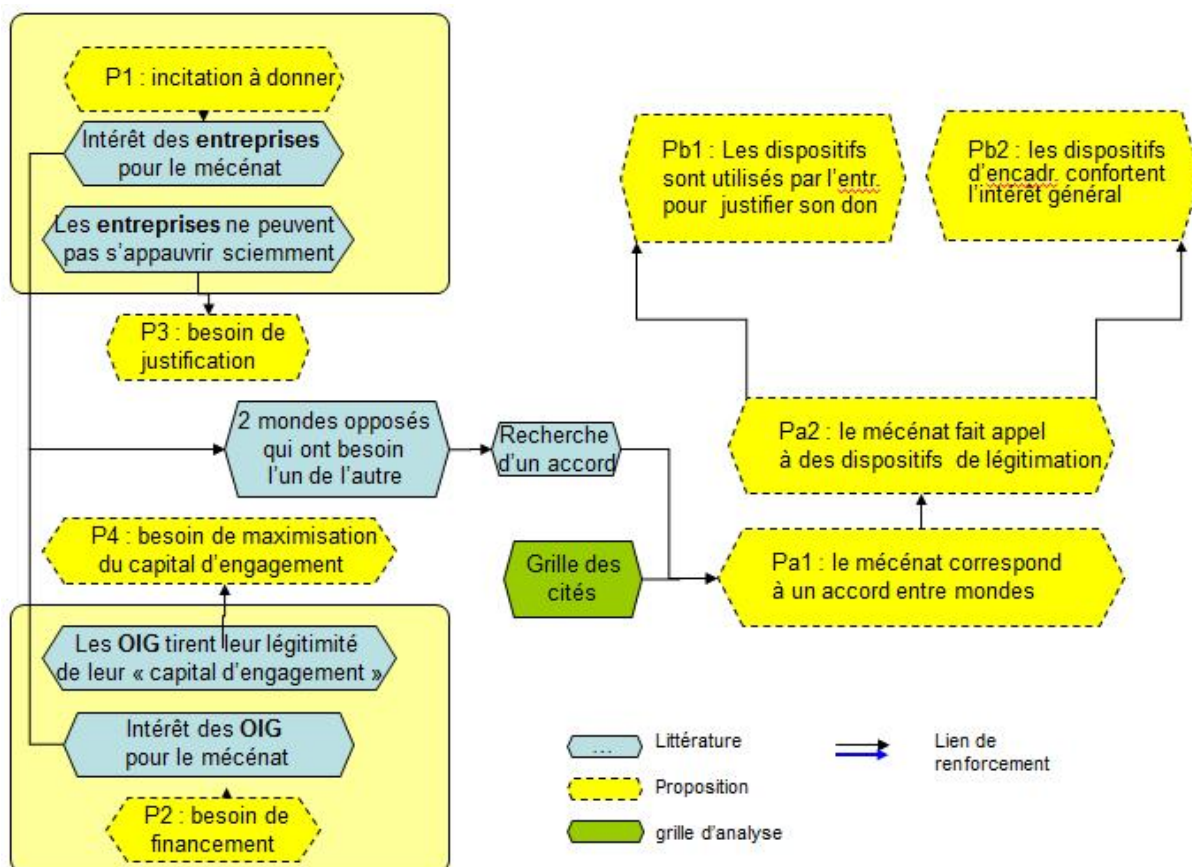 P1 : incitation à donner
Intérêt des entreprises
pour le mécénat
Les entreprises ne peuvent
pas s'appauvrir sciemment
P3 : besoin de
justification
2 mondes opposés
qui ont besoin
l'un de l'autre
Recherche
d'un accord
P4 : besoin de maximisation
du capital d'engagement
Grille des
cités
Les OIG tirent leur légitimité
de leur « capital d'engagement »
Intérêt des OIG
pour le mécénat
P2 : besoin de
financement
Pb1 : Les dispositifs
sont utilisés par l'entr.
pour justifier son don
Pb2 : les dispositifs
d'encadr. confortent
l'intérêt général
Pa2 : le mécénat fait appel
à des dispositifs de légitimation
Pa1 : le mécénat correspond
à un accord entre mondes
... Littérature
Proposition
grille d'analyse
Lien de
renforcement